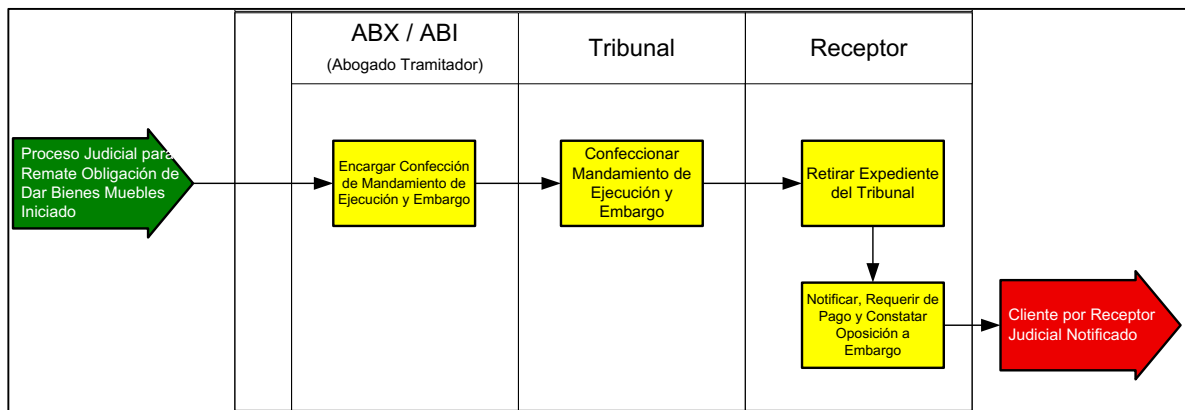 ABX / ABI
(Abogado Tramitador)
Tribunal
Receptor
Proceso Judicial para
Remate Obligación de
Dar Bienes Muebles
Iniciado
Encargar Confección
de Mandamiento de
Ejecución y Embargo
Confeccionar
Mandamiento de
Ejecución y
Embargo
Retirar Expediente
del Tribunal
Notificar, Requerir de
Pago y Constatar
Oposición a
Embargo
Cliente por Receptor
Judicial Notificado